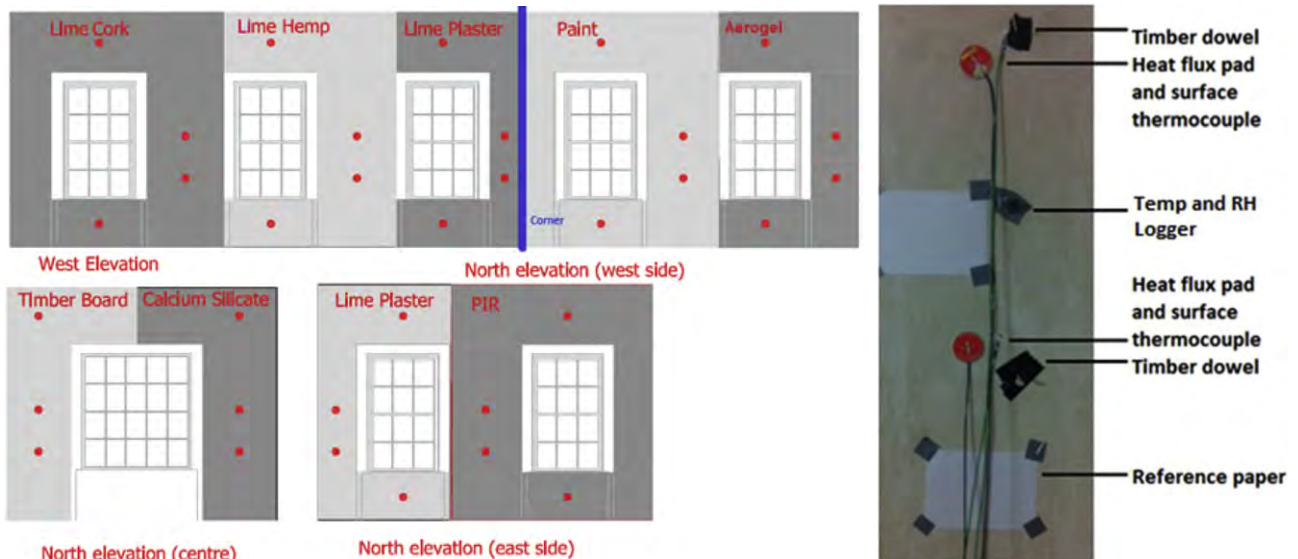 Lime Cork
Lime Hemp
Lime Plaster
Paint
Aerogel
Corner
West Elevation
North elevation (west side)
Timber Board
Calcium Silicate
Lime Plaster
PIR
North elevation (centre)
North elevation (east side)
Timber dowel
Heat flux pad
and surface
thermocouple
Temp and RH
Logger
Heat flux pad
and surface
thermocouple
Timber dowel
Reference paper